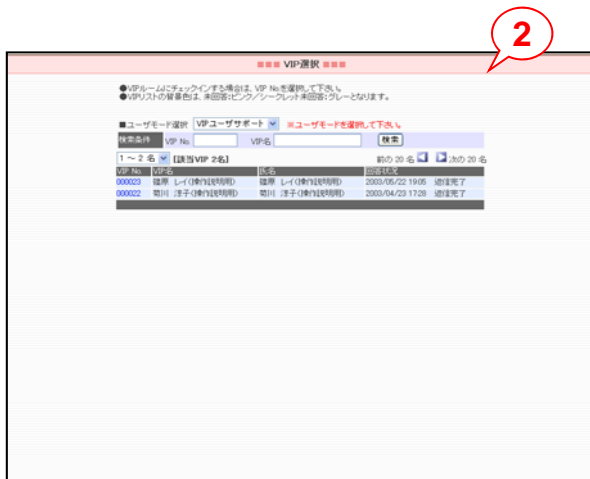 2
■■■ VIP選択 ■■■
●VIPルームにチェックインする場合は、VIP No.を選択して下さい。
●VIPリストの背景色は、未回答:ピンク／シークレット未回答:グレーとなります。
■ユーザモード選択 VIPユーザサポート ※ユーザモードを選択して下さい。
検索条件 VIP No. VIP名 検索
1 ～ 2 名 [該当VIP 2名] 前の 20 名 次の 20 名
VIP No. VIP名 氏名 回答状況
000023 篠原 レイ(操作説明用) 篠原 レイ(操作説明用) 2003/05/22 19:05 送信完了
000022 菊川 洋子(操作説明用) 菊川 洋子(操作説明用) 2003/04/23 17:28 送信完了